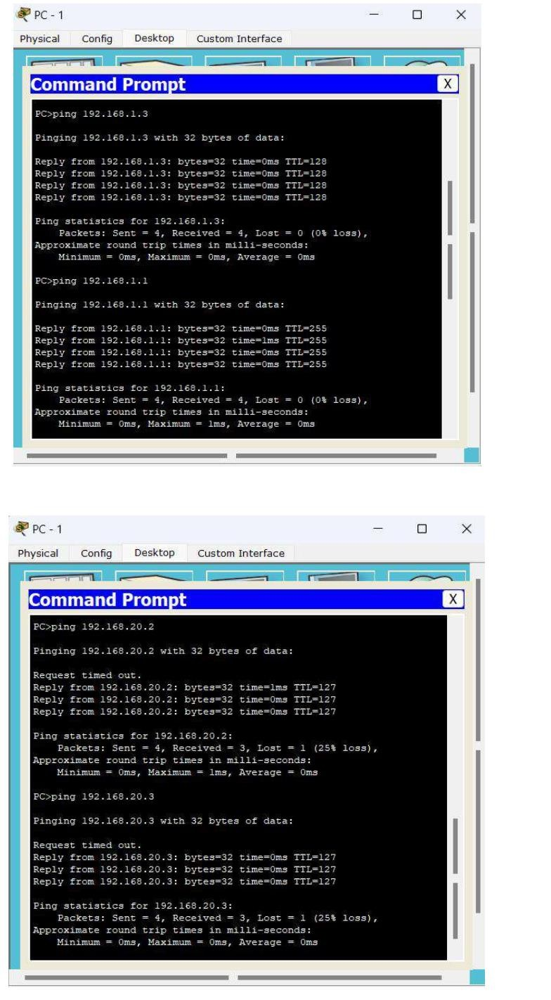 PC - 1
Physical Config Desktop Custom Interface
Command Prompt X
PC>ping 192.168.1.3
Pinging 192.168.1.3 with 32 bytes of data:
Reply from 192.168.1.3: bytes=32 time=0ms TTL=128
Reply from 192.168.1.3: bytes=32 time=0ms TTL=128
Reply from 192.168.1.3: bytes=32 time=0ms TTL=128
Reply from 192.168.1.3: bytes=32 time=0ms TTL=128
Ping statistics for 192.168.1.3:
Packets: Sent = 4, Received = 4, Lost = 0 (0% loss),
Approximate round trip times in milli-seconds:
Minimum = 0ms, Maximum = 0ms, Average = 0ms
PC>ping 192.168.1.1
Pinging 192.168.1.1 with 32 bytes of data:
Reply from 192.168.1.1: bytes=32 time=0ms TTL=255
Reply from 192.168.1.1: bytes=32 time=1ms TTL=255
Reply from 192.168.1.1: bytes=32 time=0ms TTL=255
Reply from 192.168.1.1: bytes=32 time=0ms TTL=255
Ping statistics for 192.168.1.1:
Packets: Sent = 4, Received = 4, Lost = 0 (0% loss),
Approximate round trip times in milli-seconds:
Minimum = 0ms, Maximum = 1ms, Average = 0ms
PC - 1
Physical Config Desktop Custom Interface
Command Prompt X
PC>ping 192.168.20.2
Pinging 192.168.20.2 with 32 bytes of data:
Request timed out.
Reply from 192.168.20.2: bytes=32 time=1ms TTL=127
Reply from 192.168.20.2: bytes=32 time=0ms TTL=127
Reply from 192.168.20.2: bytes=32 time=0ms TTL=127
Ping statistics for 192.168.20.2:
Packets: Sent = 4, Received = 3, Lost = 1 (25% loss),
Approximate round trip times in milli-seconds:
Minimum = 0ms, Maximum = 1ms, Average = 0ms
PC>ping 192.168.20.3
Pinging 192.168.20.3 with 32 bytes of data:
Request timed out.
Reply from 192.168.20.3: bytes=32 time=0ms TTL=127
Reply from 192.168.20.3: bytes=32 time=0ms TTL=127
Reply from 192.168.20.3: bytes=32 time=0ms TTL=127
Ping statistics for 192.168.20.3:
Packets: Sent = 4, Received = 3, Lost = 1 (25% loss),
Approximate round trip times in milli-seconds:
Minimum = 0ms, Maximum = 0ms, Average = 0ms